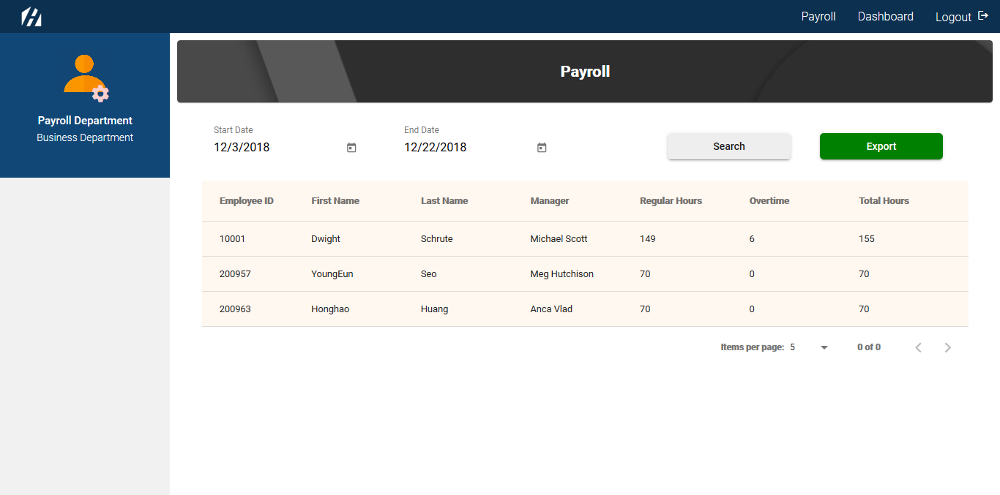 Payroll Dashboard Logout
Payroll Department
Business Department
Payroll
Start Date End Date
12/3/2018 12/22/2018 Search Export
Employee ID First Name Last Name Manager Regular Hours Overtime Total Hours
10001 Dwight Schrute Michael Scott 149 6 155
200957 YoungEun Seo Meg Hutchison 70 0 70
200963 Honghao Huang Anca Vlad 70 0 70
Items per page: 5 0 of 0